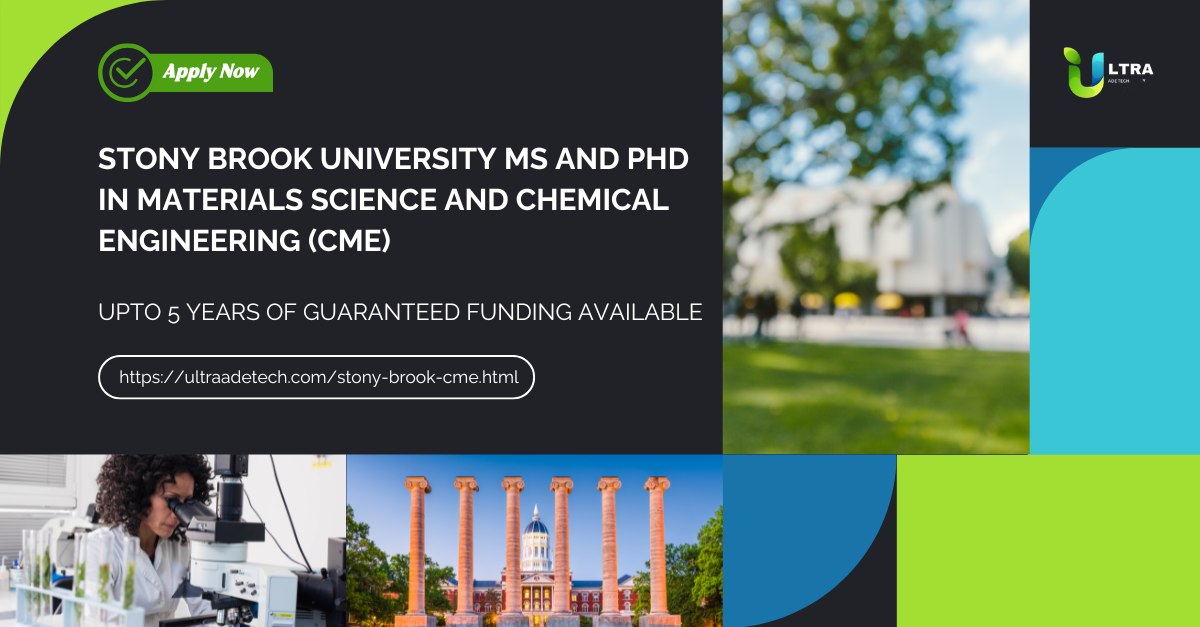 Apply Now
LTRA
ADETECH
STONY BROOK UNIVERSITY MS AND PHD
IN MATERIALS SCIENCE AND CHEMICAL
ENGINEERING (CME)
UPTO 5 YEARS OF GUARANTEED FUNDING AVAILABLE
https://ultraadetech.com/stony-brook-cme.html